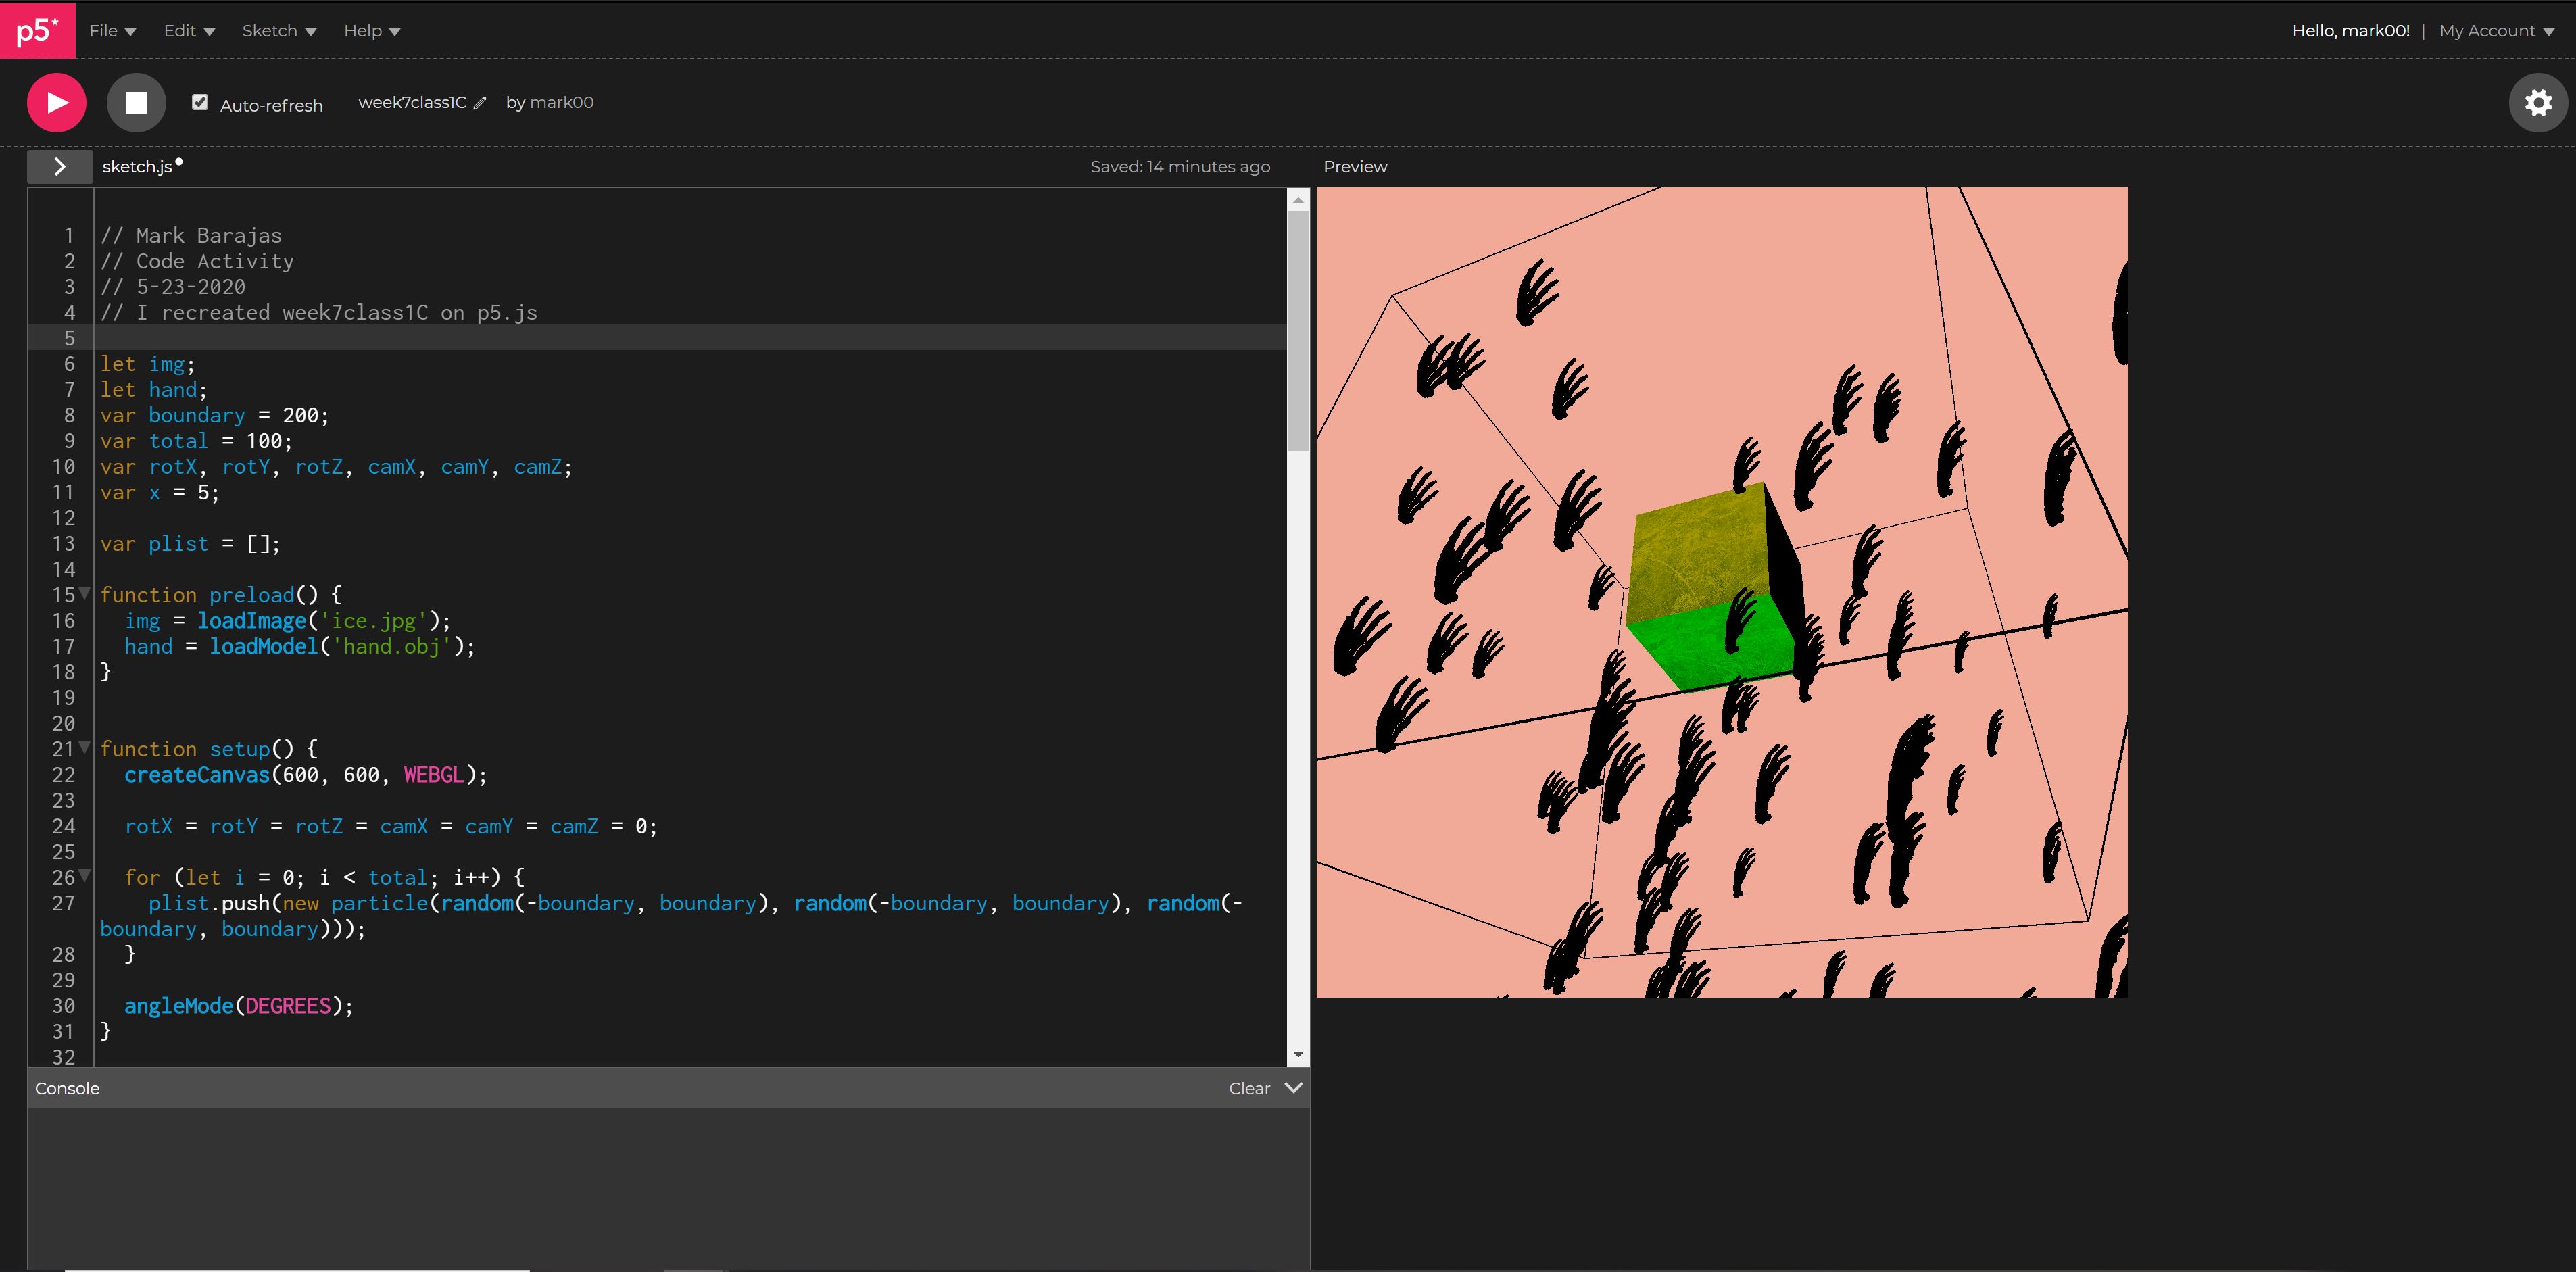 p5*
File Edit Sketch Help
Hello, mark00! | My Account
Auto-refresh week7class1C by mark00
sketch.js
Saved: 14 minutes ago
Preview
1 // Mark Barajas
2 // Code Activity
3 // 5-23-2020
4 // I recreated week7class1C on p5.js
5
6 let img;
7 let hand;
8 var boundary = 200;
9 var total = 100;
10 var rotX, rotY, rotZ, camX, camY, camZ;
11 var x = 5;
12
13 var plist = [];
14
15 function preload() {
16 img = loadImage('ice.jpg');
17 hand = loadModel('hand.obj');
18 }
19
20
21 function setup() {
22 createCanvas(600, 600, WEBGL);
23
24 rotX = rotY = rotZ = camX = camY = camZ = 0;
25
26 for (let i = 0; i < total; i++) {
27 plist.push(new particle(random(-boundary, boundary), random(-boundary, boundary), random(-
boundary, boundary)));
28 }
29
30 angleMode(DEGREES);
31 }
32
Console
Clear